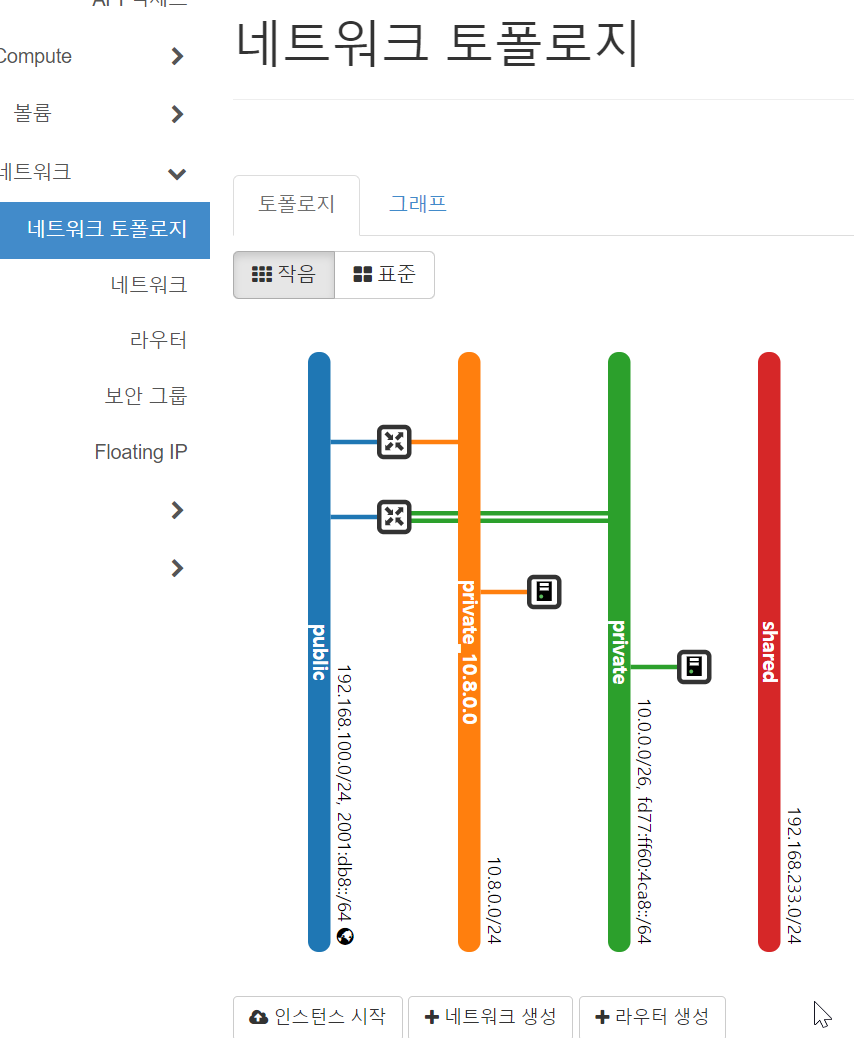 네트워크 토폴로지
Compute
볼륨
네트워크
네트워크 토폴로지
네트워크
라우터
보안 그룹
Floating IP
토폴로지
그래프
작음
표준
public
192.168.100.0/24, 2001:db8::/64
private_10.8.0.0
10.8.0.0/24
private
10.0.0.0/26, fd77:ff60:4ca8::/64
shared
192.168.233.0/24
인스턴스 시작
네트워크 생성
라우터 생성